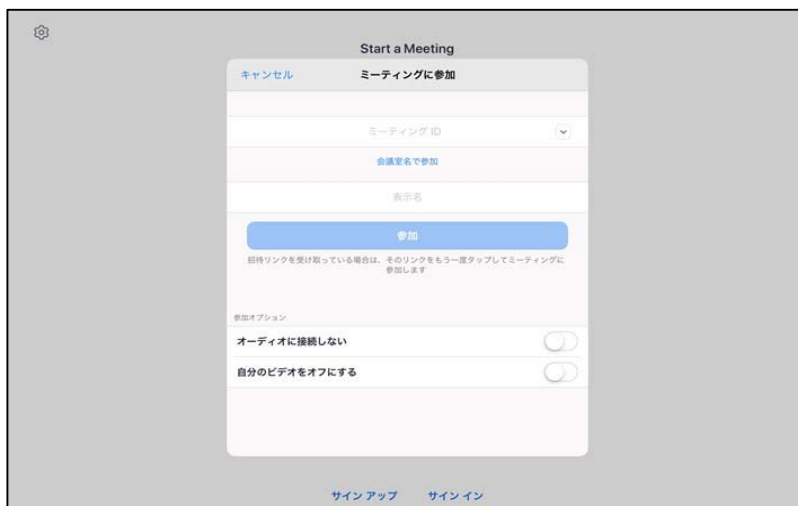 Start a Meeting
キャンセル ミーティングに参加
ミーティング ID
会議室名で参加
表示名
参加
招待リンクを受け取っている場合は、そのリンクをもう一度タップしてミーティングに
参加します
参加オプション
オーディオに接続しない
自分のビデオをオフにする
サイン アップ サイン イン